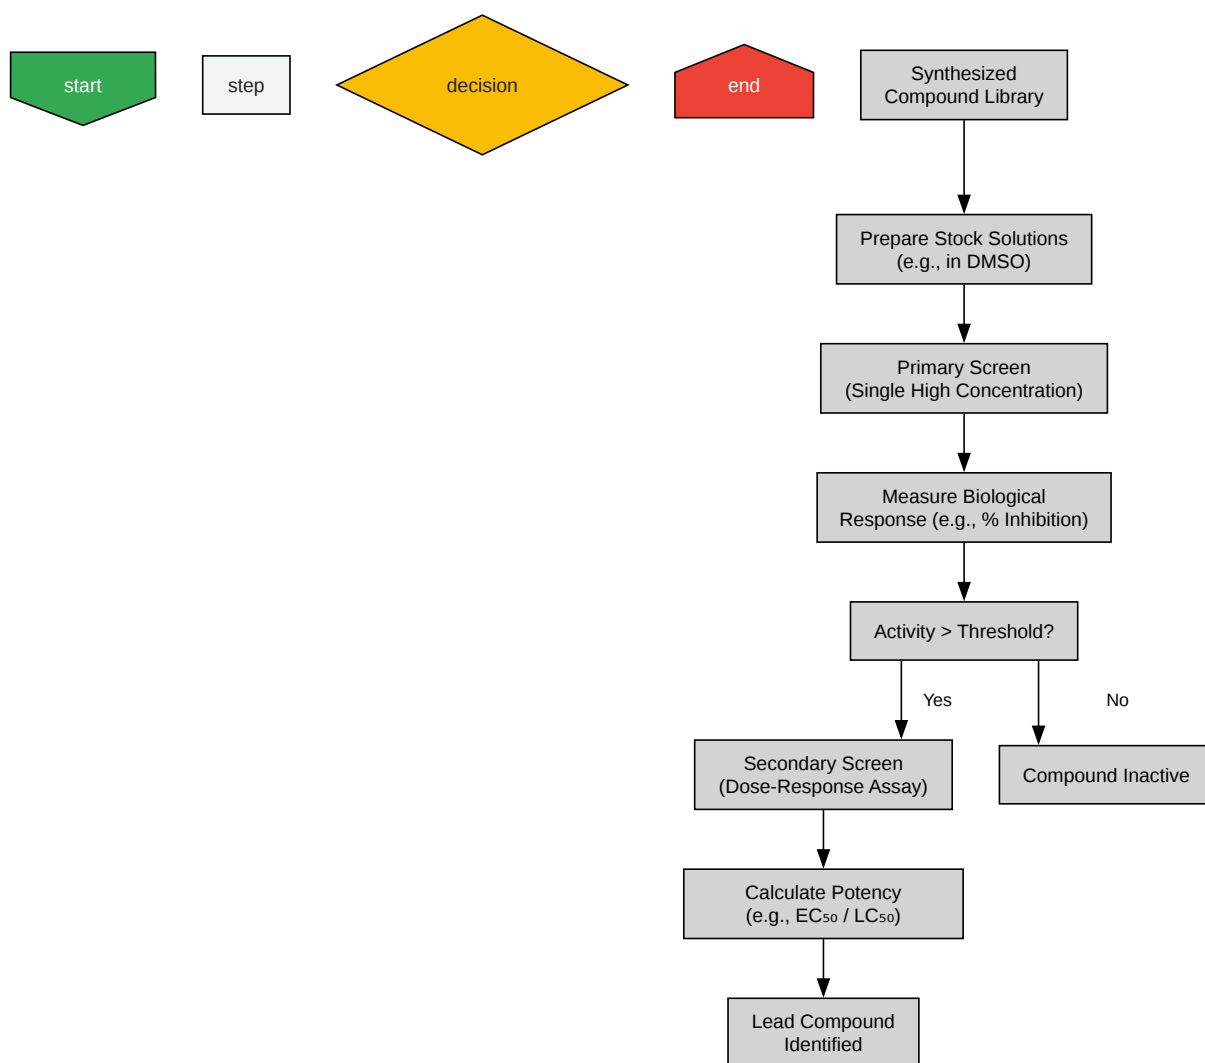 start
step
decision
end
Synthesized
Compound Library
Prepare Stock Solutions
(e.g., in DMSO)
Primary Screen
(Single High Concentration)
Measure Biological
Response (e.g., % Inhibition)
Activity > Threshold?
Yes
No
Secondary Screen
(Dose-Response Assay)
Compound Inactive
Calculate Potency
(e.g., EC₅₀ / LC₅₀)
Lead Compound
Identified